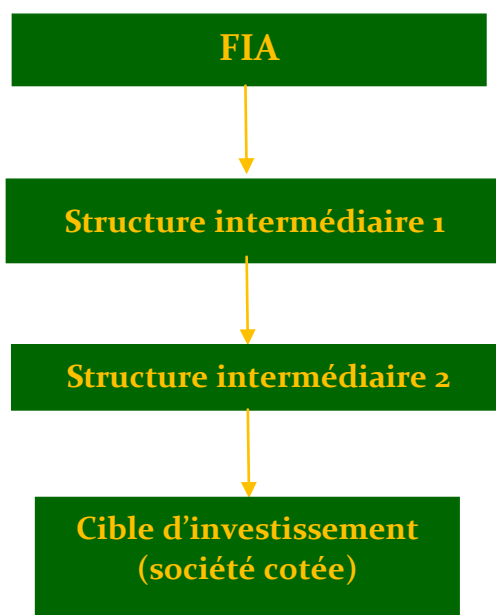 FIA
Structure intermédiaire 1
Structure intermédiaire 2
Cible d’investissement
(société cotée)